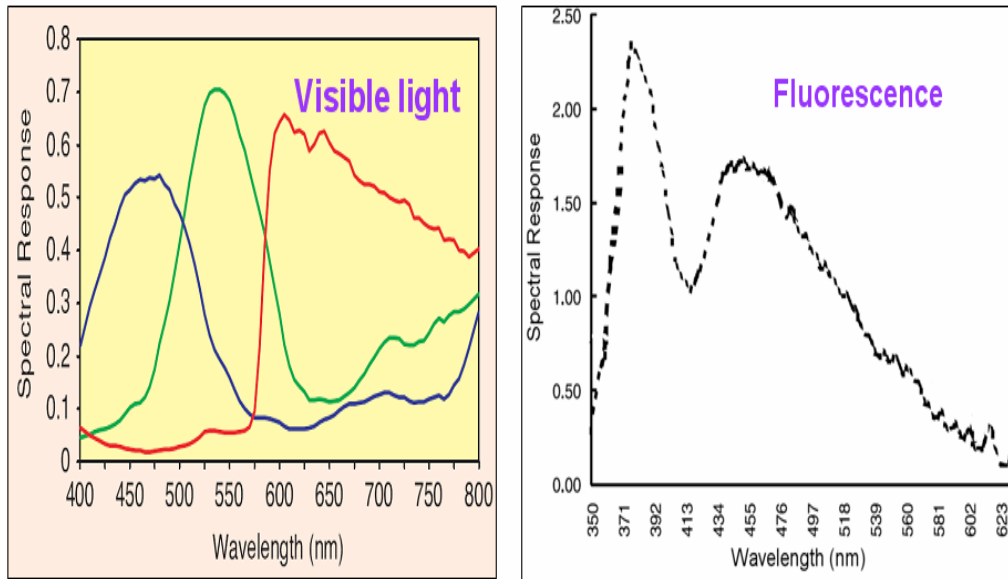 Visible light
Spectral Response
0.8
0.7
0.6
0.5
0.4
0.3
0.2
0.1
0
400 450 500 550 600 650 700 750 800
Wavelength (nm)
Fluorescence
Spectral Response
2.50
2.00
1.50
1.00
0.50
0.00
350 371 392 413 434 455 476 497 518 539 560 581 602 623
Wavelength (nm)